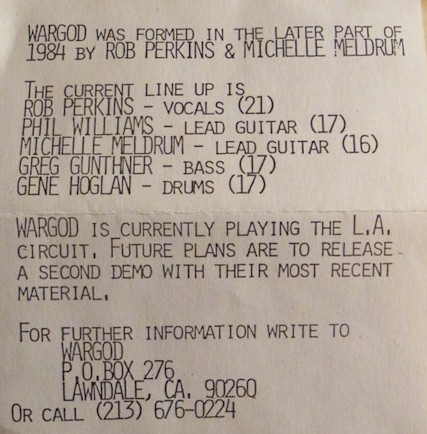 WARGOD WAS FORMED IN THE LATER PART OF
1984 BY ROB PERKINS & MICHELLE MELDRUM
THE CURRENT LINE UP IS
ROB PERKINS - VOCALS (21)
PHIL WILLIAMS - LEAD GUITAR (17)
MICHELLE MELDRUM - LEAD GUITAR (16)
GREG GUNTHNER - BASS (17)
GENE HOGLAN - DRUMS (17)
WARGOD IS CURRENTLY PLAYING THE L.A.
CIRCUIT. FUTURE PLANS ARE TO RELEASE
A SECOND DEMO WITH THEIR MOST RECENT
MATERIAL.
FOR FURTHER INFORMATION WRITE TO
WARGOD
P.O.BOX 276
LAWNDALE, CA. 90260
OR CALL (213) 676-0224